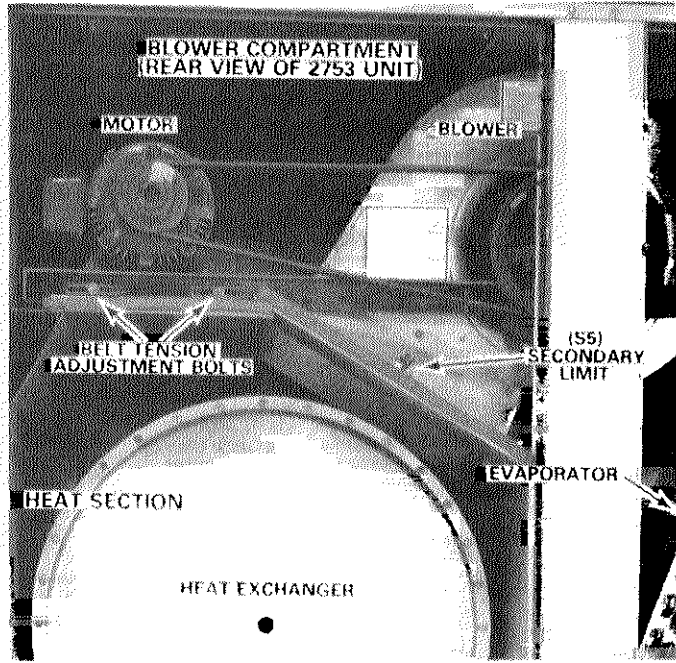 BLOWER COMPARTMENT
(REAR VIEW OF 2753 UNIT)
MOTOR
BLOWER
BELT TENSION
ADJUSTMENT BOLTS
(S5)
SECONDARY
LIMIT
EVAPORATOR
HEAT SECTION
HEAT EXCHANGER